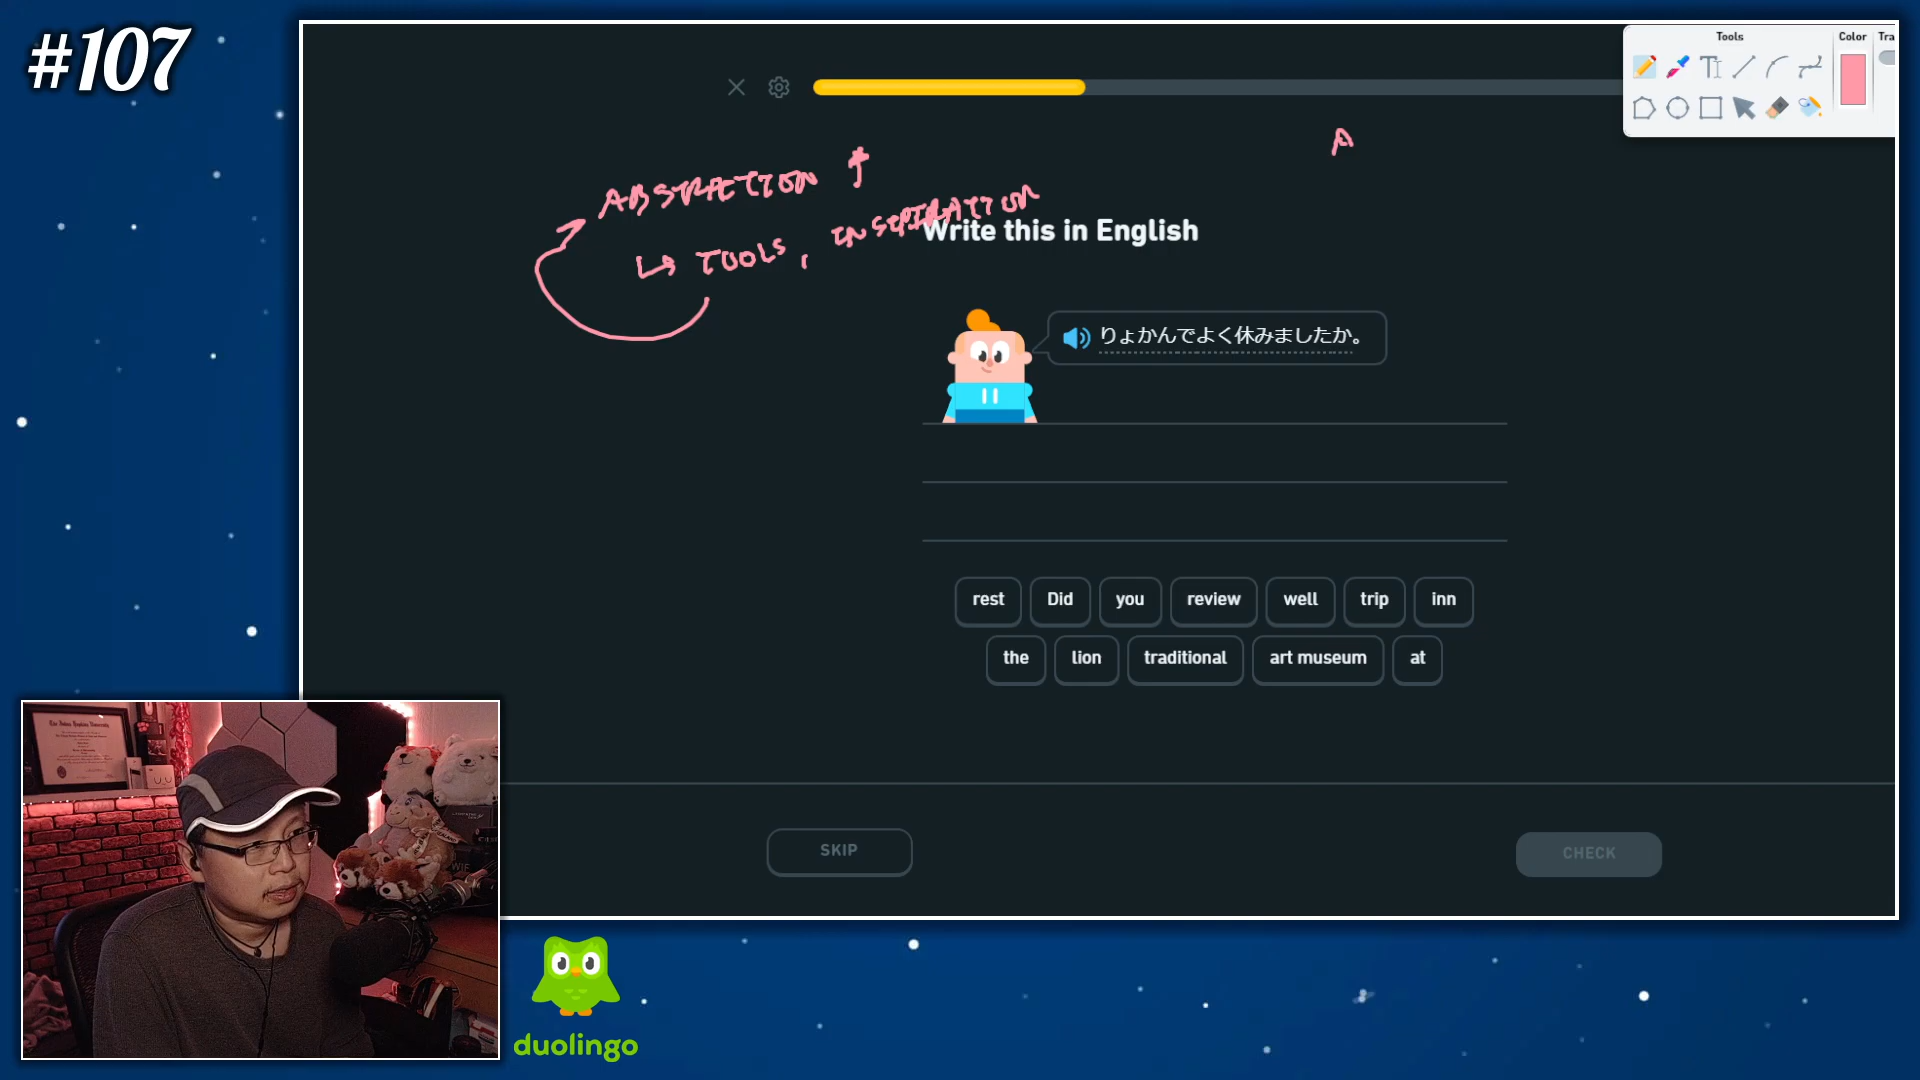 #107
Tools
Color
Tra
A
ABSTRACTION ↑
↳ TOOLS, INSPIRATION
Write this in English
りょかんでよく休みましたか。
rest Did you review well trip inn
the lion traditional art museum at
SKIP
CHECK
duolingo